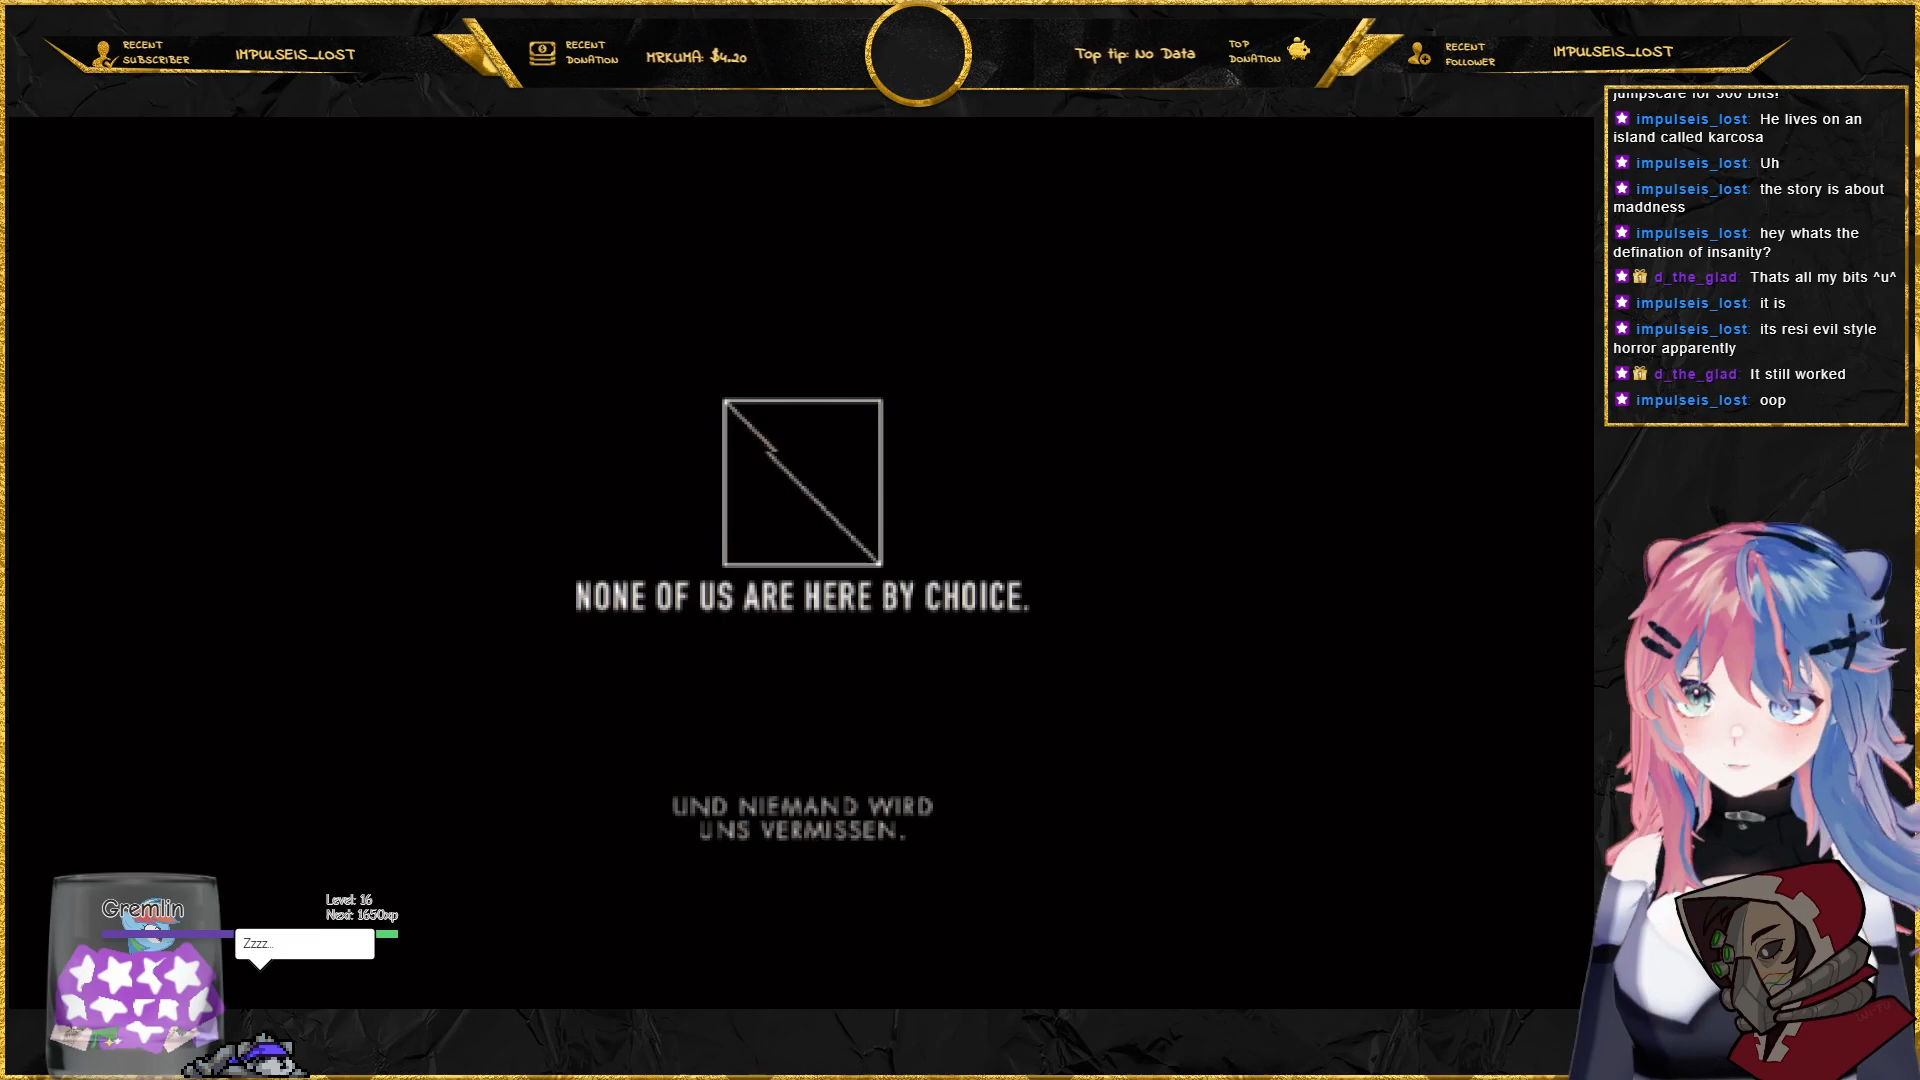 RECENT
SUBSCRIBER
IMPULSEIS_LOST
RECENT
DONATION
MRKUMA: $4.20
Top tip: No Data
TOP
DONATION
RECENT
FOLLOWER
IMPULSEIS_LOST
jumpscare for 300 Bits!
impulseis_lost: He lives on an
island called karcosa
impulseis_lost: Uh
impulseis_lost: the story is about
maddness
impulseis_lost: hey whats the
defination of insanity?
d_the_glad: Thats all my bits ^u^
impulseis_lost: it is
impulseis_lost: its resi evil style
horror apparently
d_the_glad: It still worked
impulseis_lost: oop
NONE OF US ARE HERE BY CHOICE.
UND NIEMAND WIRD
UNS VERMISSEN.
Gremlin
Level: 16
Next: 1650xp
Zzzz...